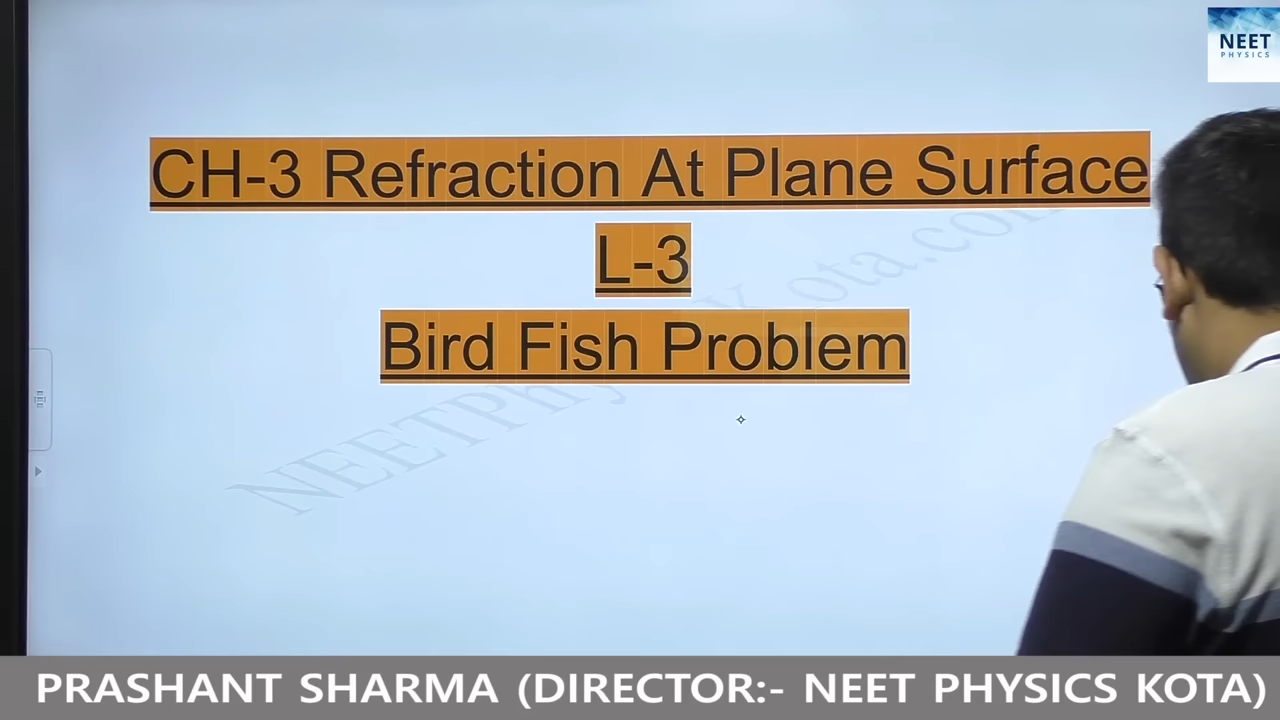 NEET
PHYSICS
CH-3 Refraction At Plane Surface
L-3
Bird Fish Problem
PRASHANT SHARMA (DIRECTOR:- NEET PHYSICS KOTA)